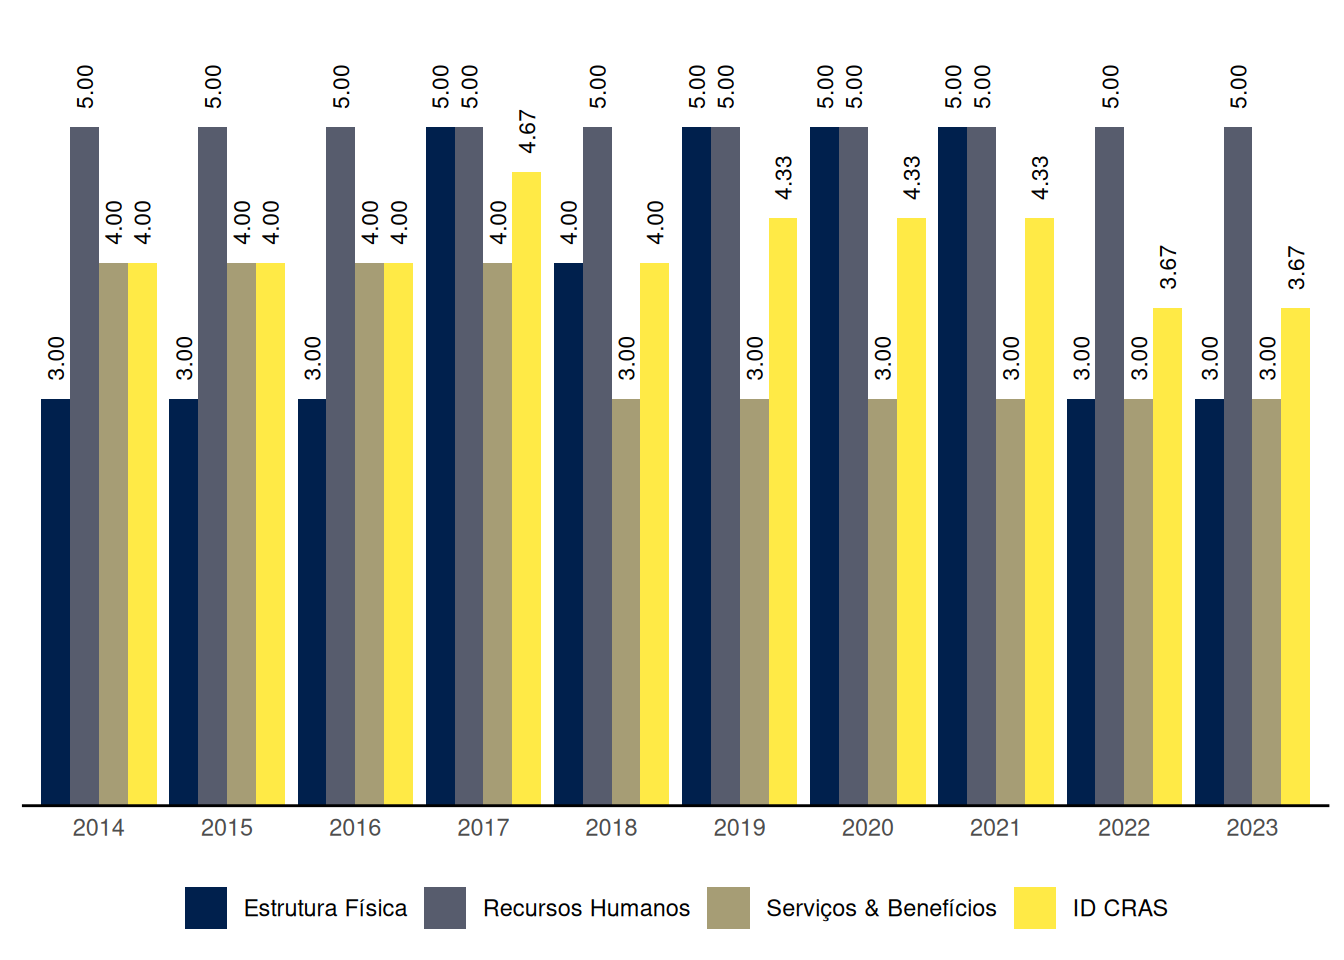 5.00 5.00 5.00 5.00 5.00 5.00 5.00 5.00 5.00 5.00 5.00 5.00 5.00 5.00
4.67
4.33 4.33 4.33
4.00 4.00 4.00 4.00 4.00 4.00 4.00 4.00 4.00
3.67 3.67
3.00 3.00 3.00 3.00 3.00 3.00 3.00 3.00 3.00 3.00 3.00
2014 2015 2016 2017 2018 2019 2020 2021 2022 2023
Estrutura Física Recursos Humanos Serviços & Benefícios ID CRAS